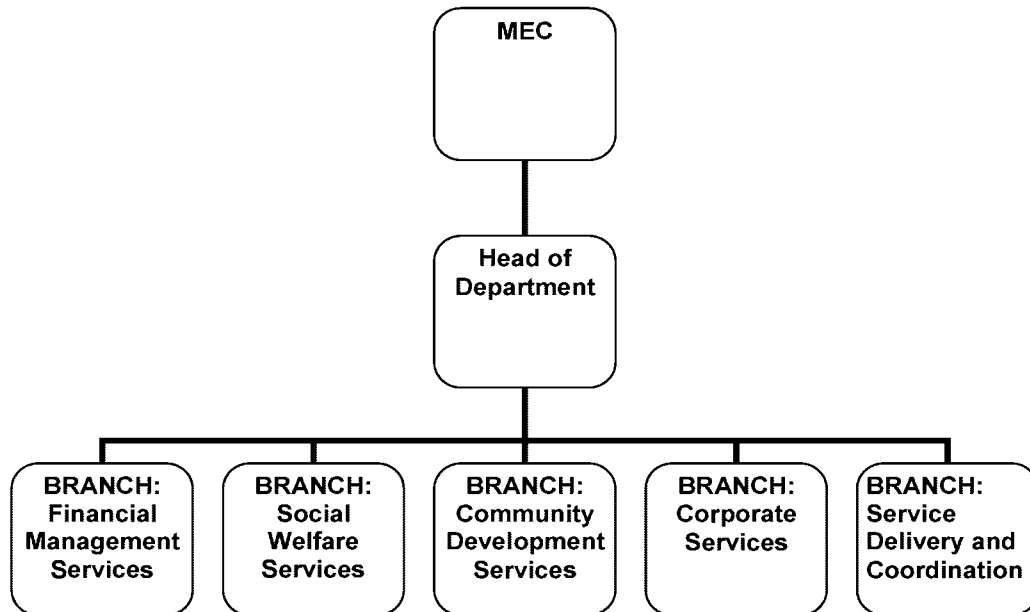 MEC
Head of
Department
BRANCH:
Financial
Management
Services
BRANCH:
Social
Welfare
Services
BRANCH:
Community
Development
Services
BRANCH:
Corporate
Services
BRANCH:
Service
Delivery and
Coordination